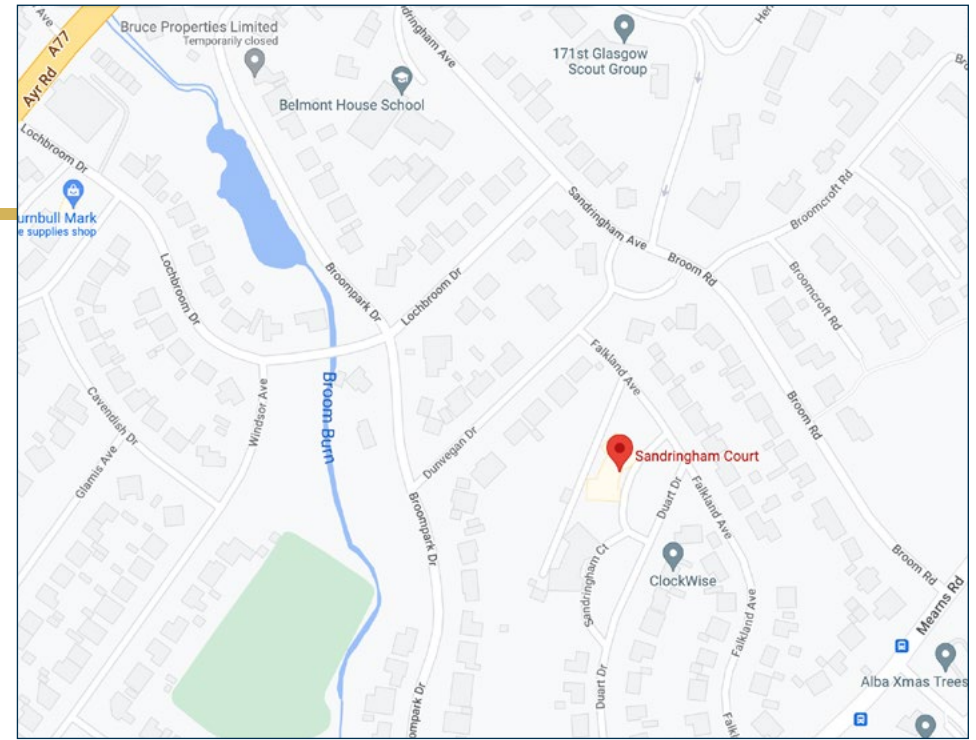 Bruce Properties Limited
Temporarily closed
Sandringham Ave
171st Glasgow
Scout Group
A77
Ayr Rd
Belmont House School
Lochbroom Dr
urnbull Mark
e supplies shop
Sandringham Ave
Broomcroft Rd
Broom Rd
Lochbroom Dr
Broompark Dr
Lochbroom Dr
Broomcroft Rd
Falkland Ave
Broom Burn
Windsor Ave
Cavendish Dr
Broom Rd
Glamis Ave
Dunvegan Dr
Sandringham Court
Duart Dr
Falkland Ave
Broompark Dr
Sandringham Ct
ClockWise
Broom Rd
Mearns Rd
Falkland Ave
Alba Xmas Trees
Duart Dr
ompark Dr
Falkl